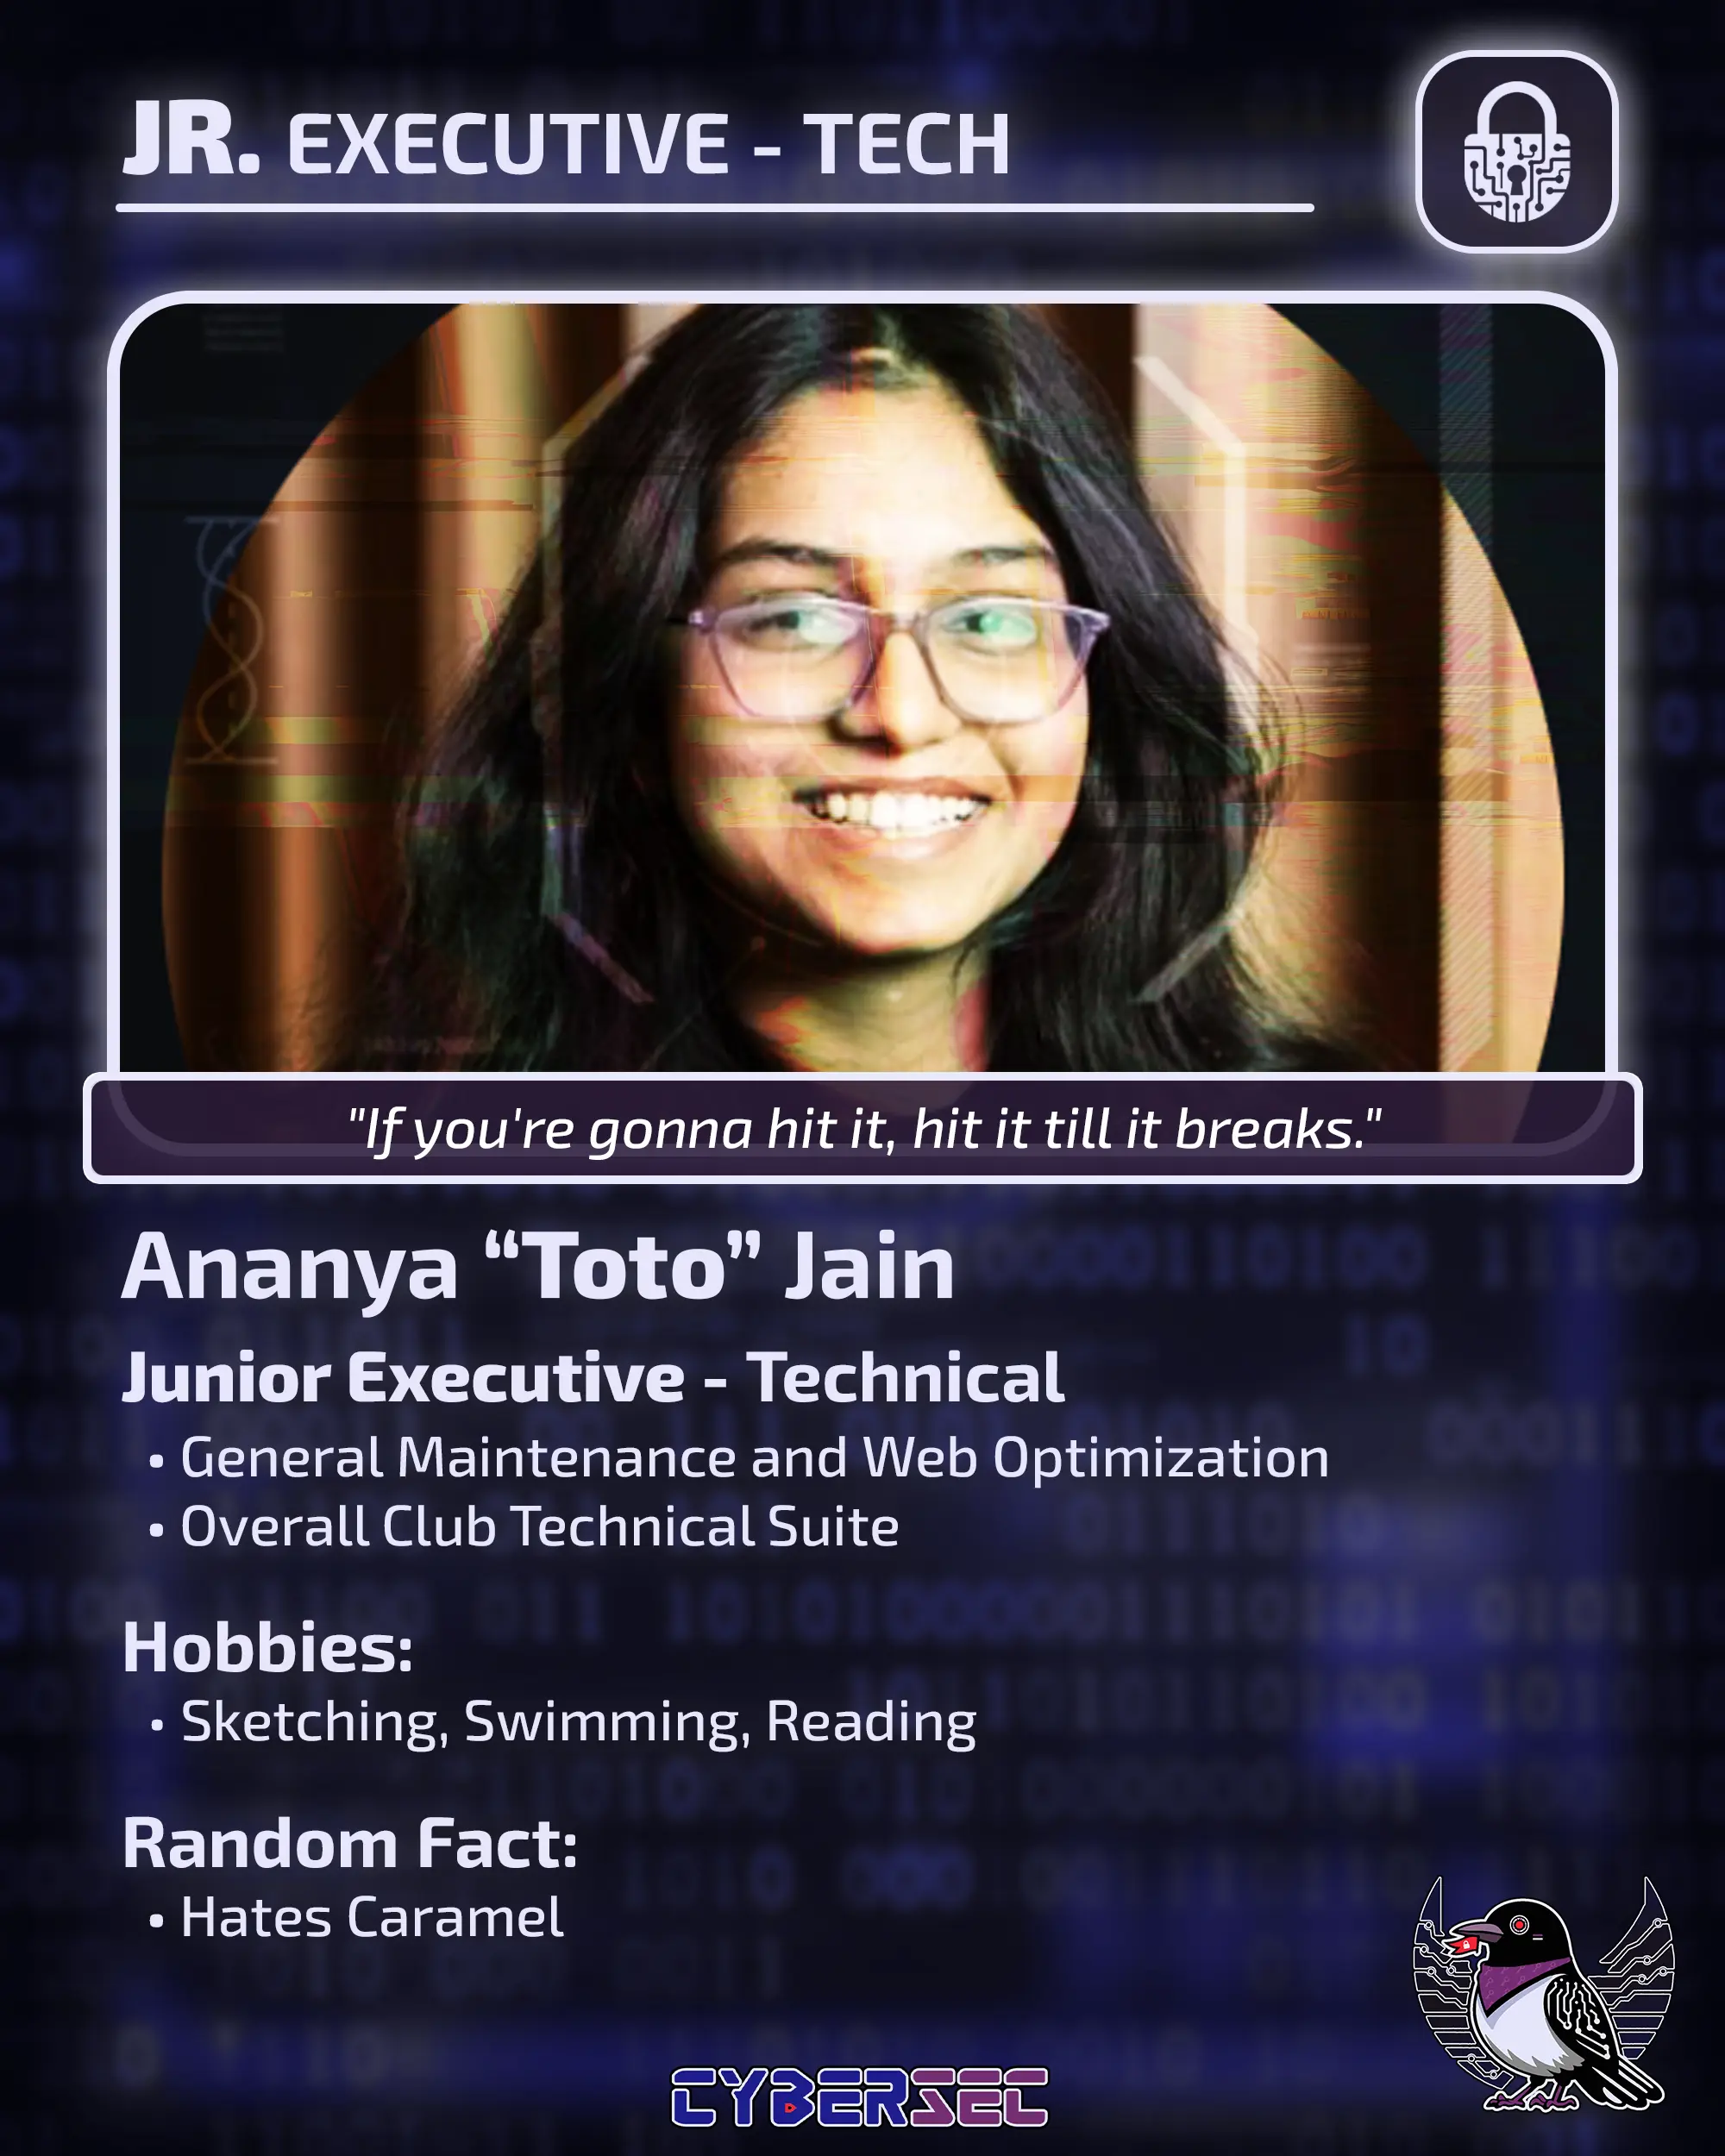 JR. EXECUTIVE - TECH
"If you're gonna hit it, hit it till it breaks."
Ananya “Toto” Jain
Junior Executive - Technical
• General Maintenance and Web Optimization
• Overall Club Technical Suite
Hobbies:
• Sketching, Swimming, Reading
Random Fact:
• Hates Caramel
CYBERSEC